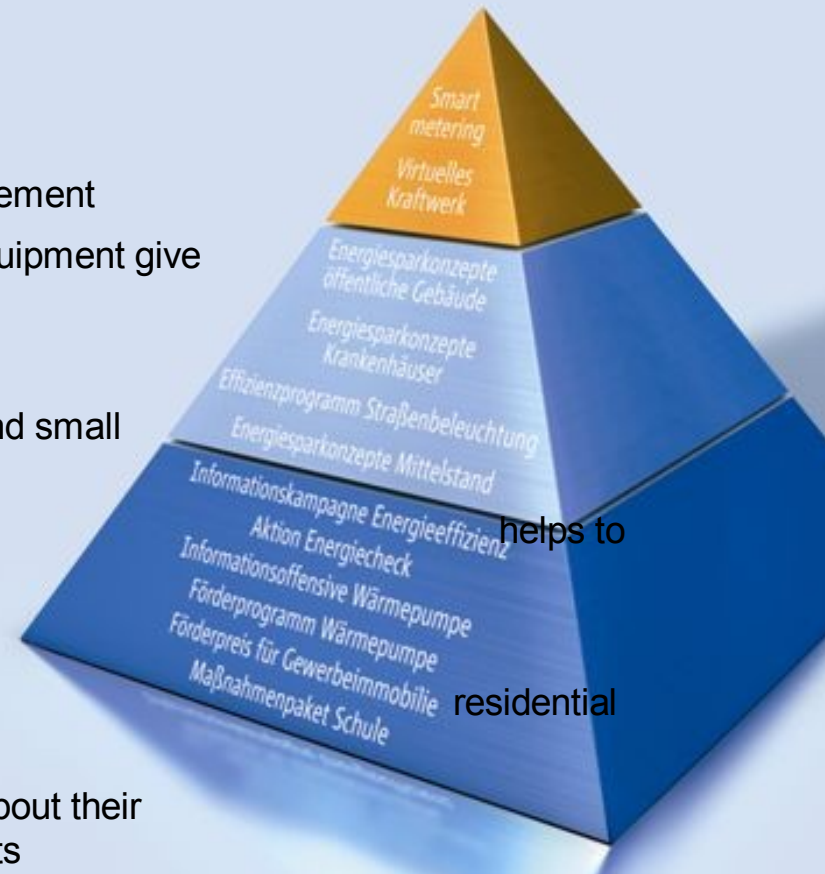 Smart
metering
Virtuelles
Kraftwerk
Energiesparkonzepte
öffentliche Gebäude
Energiesparkonzepte
Krankenhäuser
Effizienzprogramm Straßenbeleuchtung
Energiesparkonzepte Mittelstand
Informationskampagne Energieeffizienz
Aktion Energiecheck
Informationsoffensive Wärmepumpe
Förderprogramm Wärmepumpe
Förderpreis für Gewerbeimmobilie
Maßnahmenpaket Schule
ement
uipment give
nd small
helps to
residential
bout their
ts